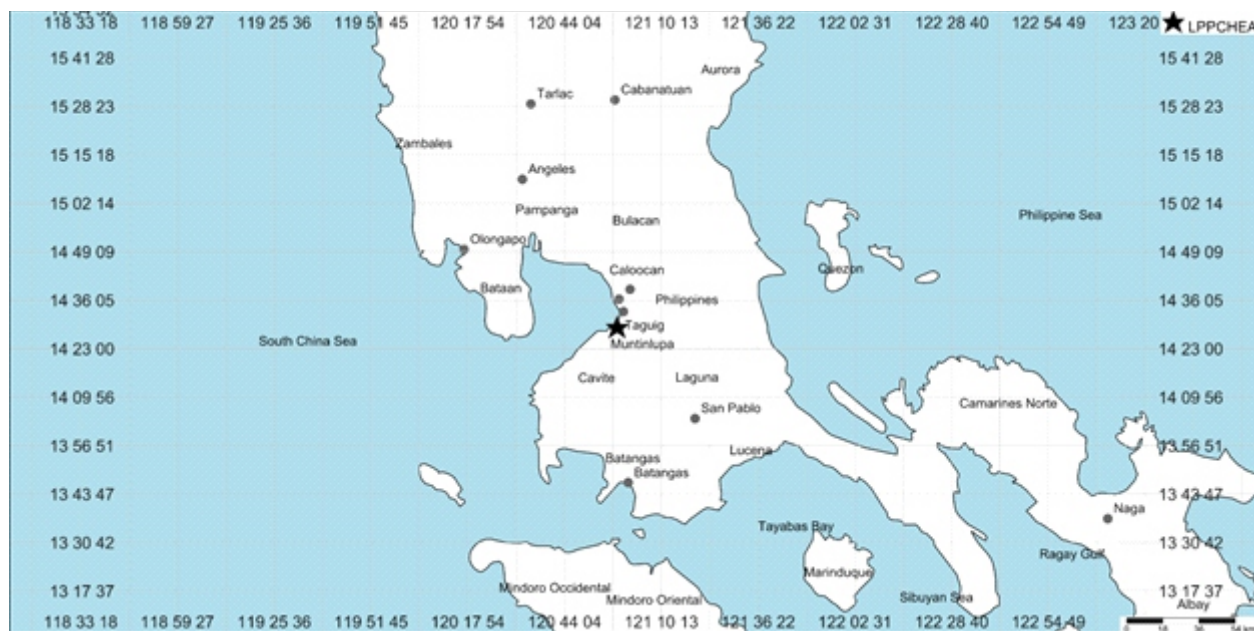 118 33 18 118 59 27 119 25 36 119 51 45 120 17 54 120 44 04 121 10 13 121 36 22 122 02 31 122 28 40 122 54 49 123 20
LPPCHEA
15 41 28 Aurora 15 41 28
15 28 23 Tarlac Cabanatuan 15 28 23
Zambales
15 15 18 15 15 18
Angeles
15 02 14 Pampanga Bulacan Philippine Sea 15 02 14
Olongapo
14 49 09 14 49 09
Caloocan Quezon
Bataan
14 36 05 Philippines 14 36 05
Taguig
South China Sea Muntinlupa
14 23 00 14 23 00
Cavite Laguna
14 09 56 San Pablo Camarines Norte 14 09 56
13 56 51 Lucena 13 56 51
Batangas
Batangas
13 43 47 13 43 47
Naga
Tayabas Bay
13 30 42 13 30 42
Ragay Gulf
Marinduque
13 17 37 Mindoro Occidental Mindoro Oriental Sibuyan Sea 13 17 37
Albay
118 33 18 118 59 27 119 25 36 119 51 45 120 17 54 120 44 04 121 10 13 121 36 22 122 02 31 122 28 40 122 54 49
0 18 36 54 km